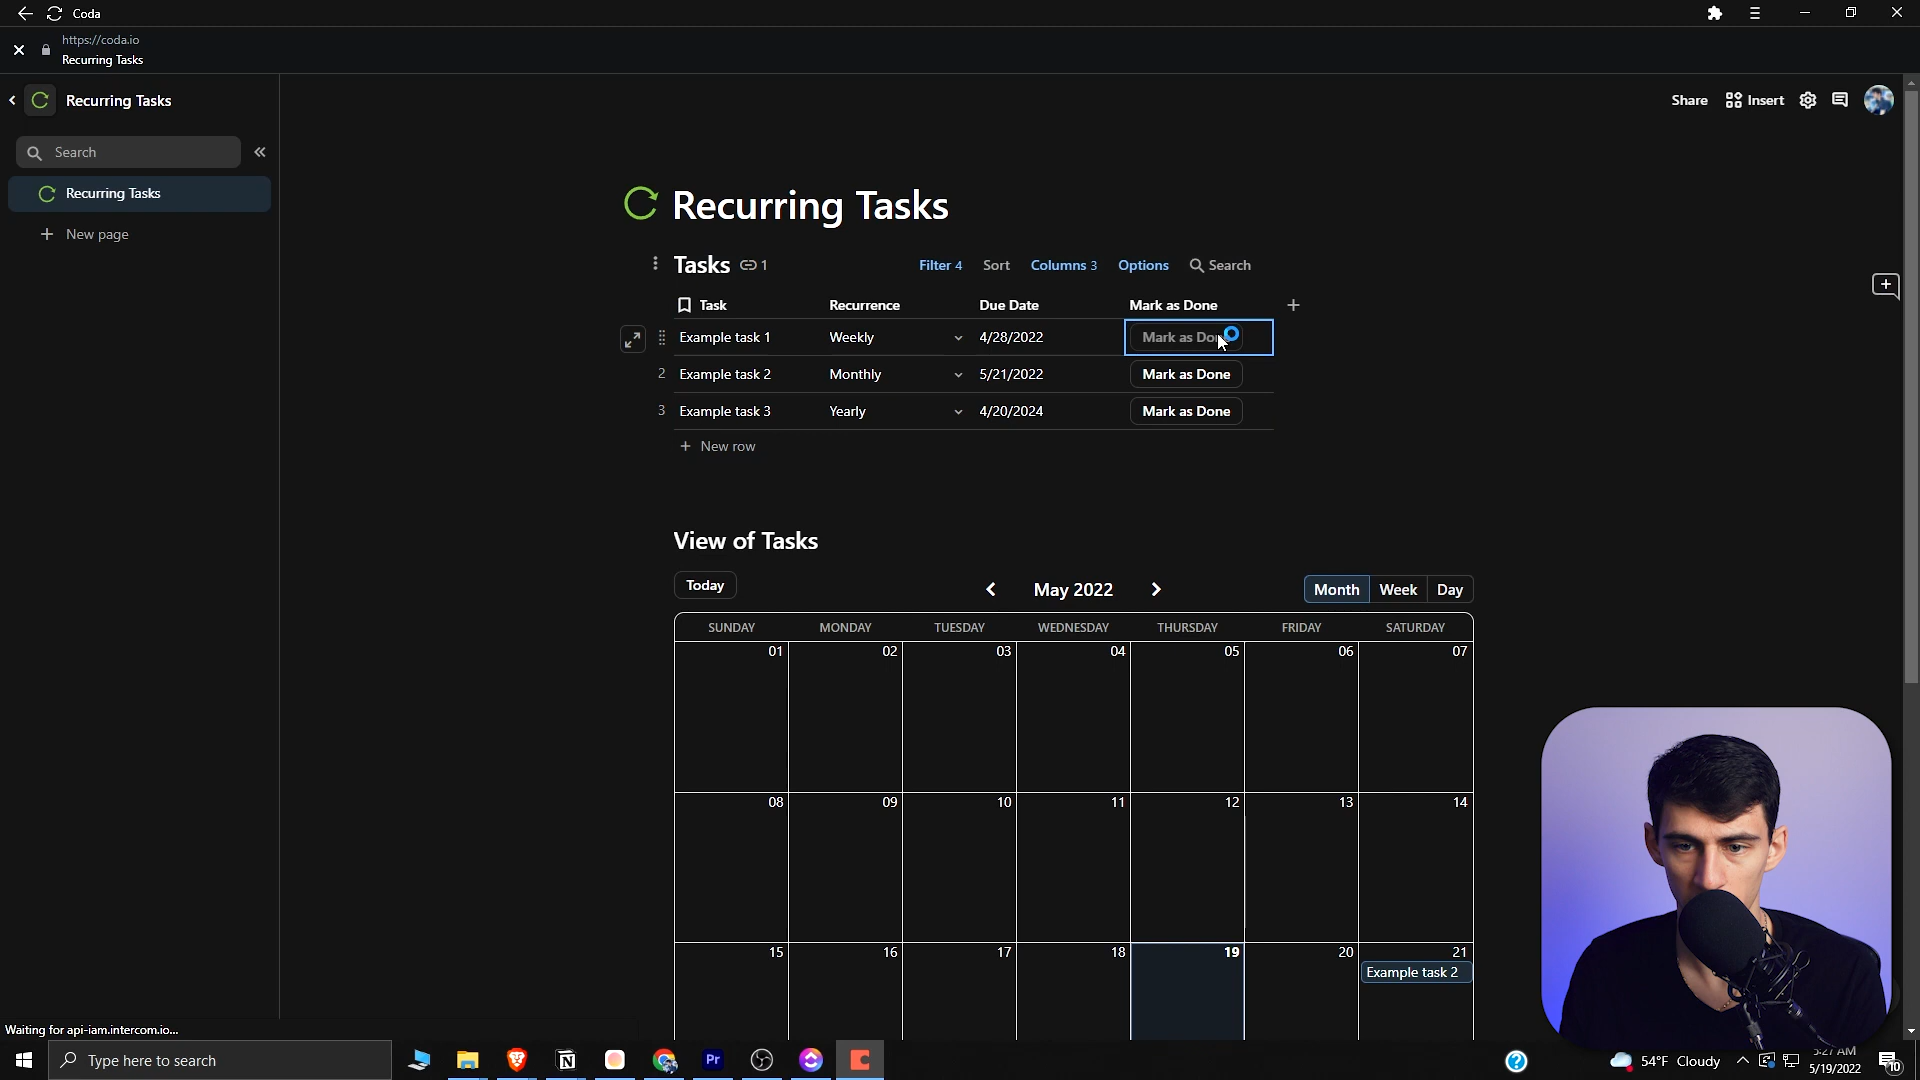 Coda
https://coda.io
Recurring Tasks
Recurring Tasks
Share
Insert
Search
Recurring Tasks
New page
Recurring Tasks
Tasks 1
Filter 4
Sort
Columns 3
Options
Search
Task Recurrence Due Date Mark as Done
Example task 1 Weekly 4/28/2022 Mark as Done
2 Example task 2 Monthly 5/21/2022 Mark as Done
3 Example task 3 Yearly 4/20/2024 Mark as Done
+ New row
View of Tasks
Today
May 2022
Month Week Day
SUNDAY MONDAY TUESDAY WEDNESDAY THURSDAY FRIDAY SATURDAY
01 02 03 04 05 06 07
08 09 10 11 12 13 14
15 16 17 18 19 20 21
Example task 2
Waiting for api-iam.intercom.io...
Type here to search
Pr
54°F Cloudy
5:27 AM
5/19/2022
10